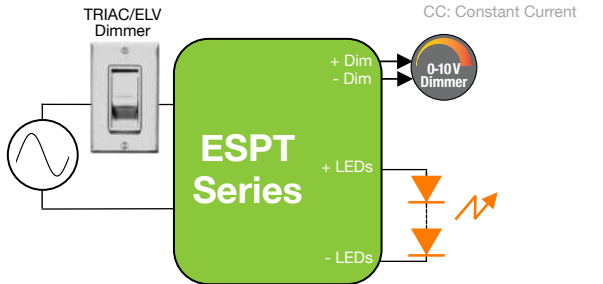 TRIAC/ELV
Dimmer
CC: Constant Current
+ Dim
- Dim
0-10V
Dimmer
ESPT
Series
+ LEDs
- LEDs